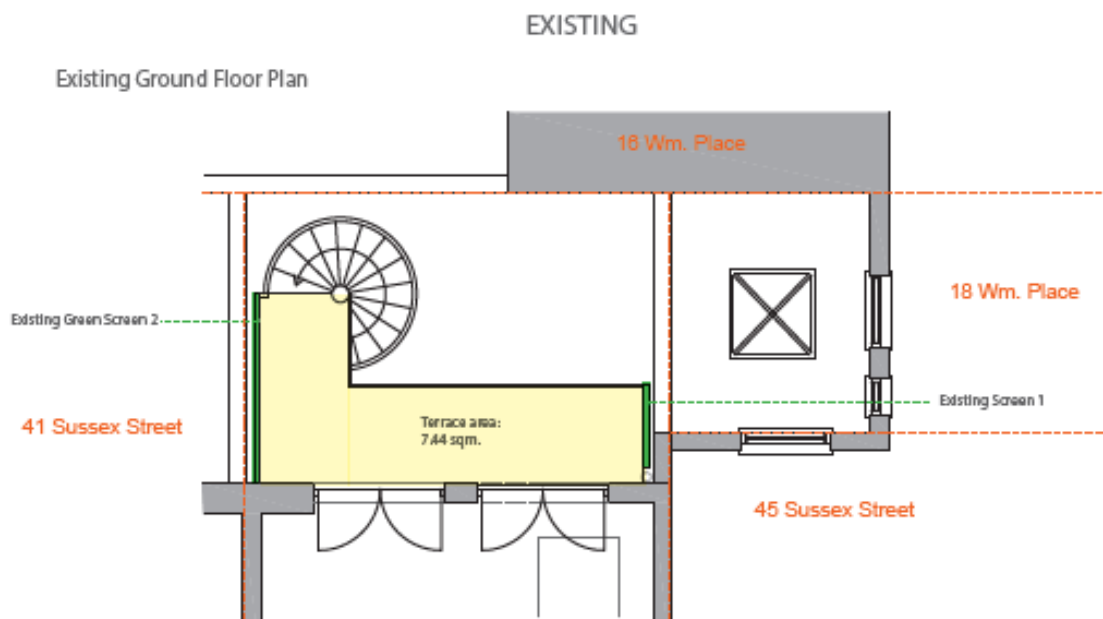 EXISTING
Existing Ground Floor Plan
16 Wm. Place
18 Wm. Place
Existing Green Screen 2
Existing Screen 1
41 Sussex Street
Terrace area:
7.44 sqm.
45 Sussex Street